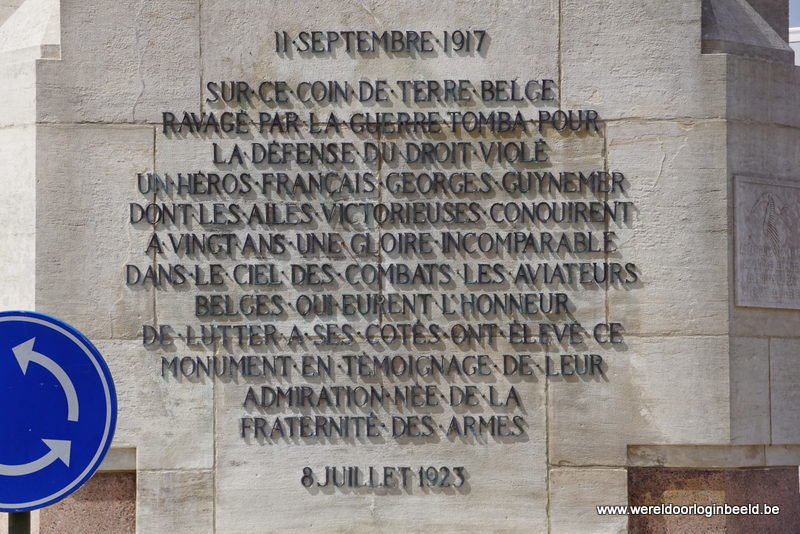 11·SEPTEMBRE·1917
SUR·CE·COIN·DE·TERRE·BELGE
RAVAGÉ·PAR·LA·GUERRE·TOMBA·POUR
LA·DÉFENSE·DU·DROIT·VIOLÉ
UN·HÉROS·FRANÇAIS·GEORGES·GUYNEMER
DONT·LES·AILES·VICTORIEUSES·CONQUIRENT
A·VINGT·ANS·UNE·GLOIRE·INCOMPARABLE
DANS·LE·CIEL·DES·COMBATS·LES·AVIATEURS
BELGES·QUI·EURENT·L'HONNEUR
DE·LUTTER·A·SES·COTÉS·ONT·ÉLEVÉ·CE
MONUMENT·EN·TÉMOIGNAGE·DE·LEUR
ADMIRATION·NÉE·DE·LA
FRATERNITÉ·DES·ARMES
8·JUILLET·1923
www.wereldoorloginbeeld.be